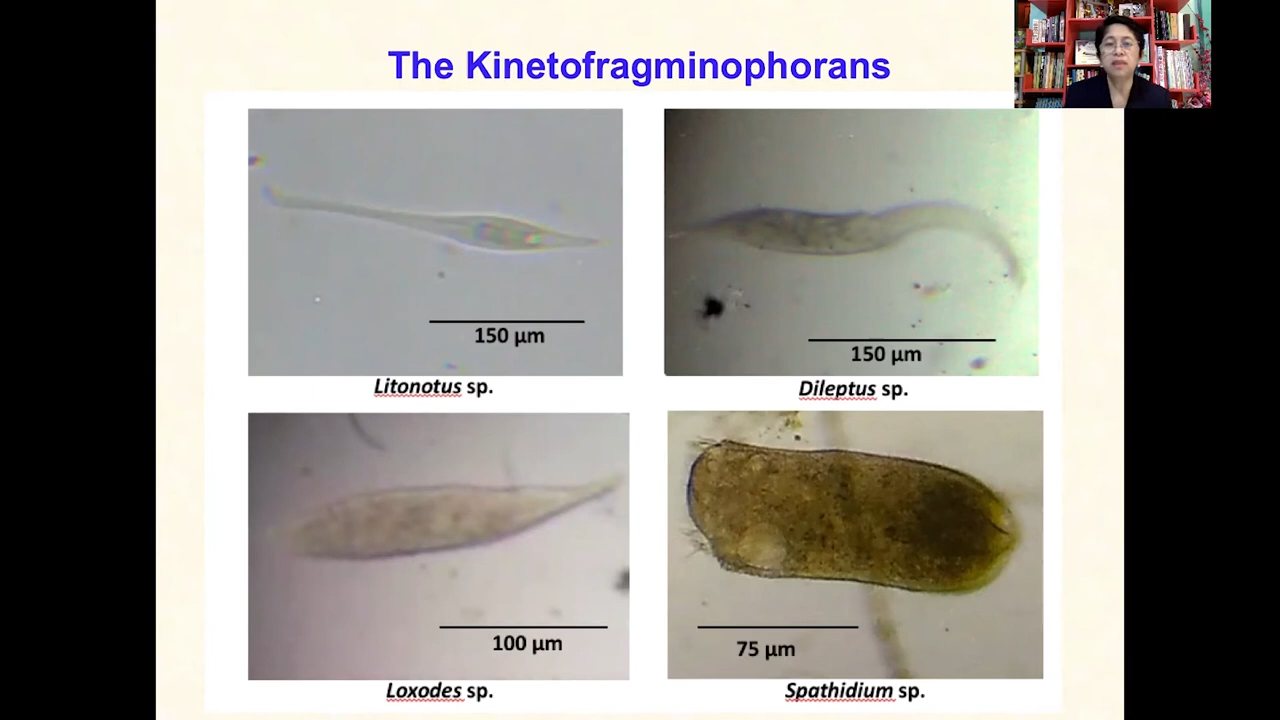 The Kinetofragminophorans
150 μm
150 μm
Litonotus sp.
Dileptus sp.
100 μm
75 μm
Loxodes sp.
Spathidium sp.